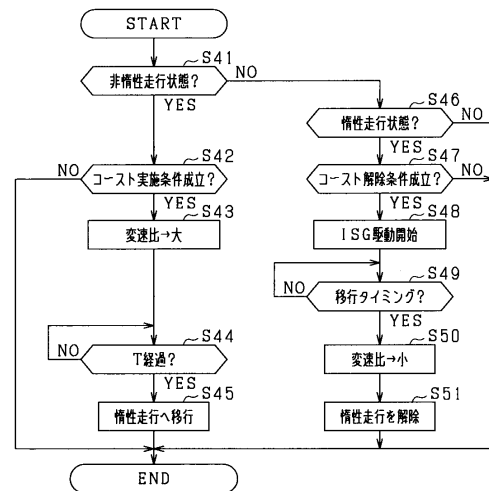 START
S41
非惰性走行状態?
NO
YES
S46
惰性走行状態?
NO
YES
S42
コースト実施条件成立?
NO
YES
S47
コースト解除条件成立?
NO
YES
S43
変速比→大
S48
ISG駆動開始
S49
移行タイミング?
NO
YES
S44
T経過?
NO
YES
S50
変速比→小
S45
惰性走行へ移行
S51
惰性走行を解除
END